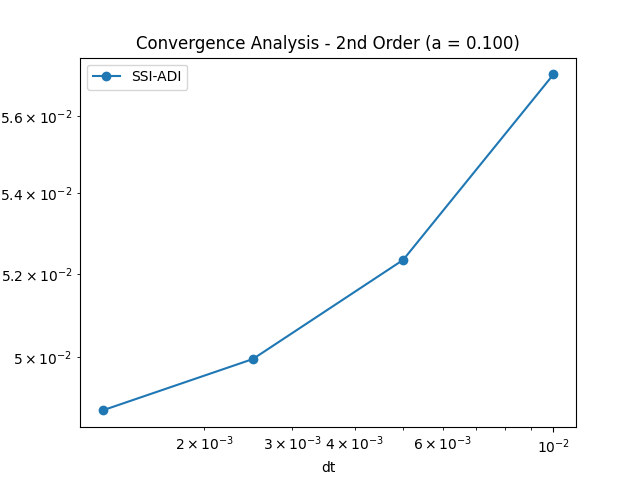 Convergence Analysis - 2nd Order (a = 0.100)
SSI-ADI
5.6 × 10⁻²
5.4 × 10⁻²
5.2 × 10⁻²
5 × 10⁻²
2 × 10⁻³ 3 × 10⁻³ 4 × 10⁻³ 6 × 10⁻³ 10⁻²
dt